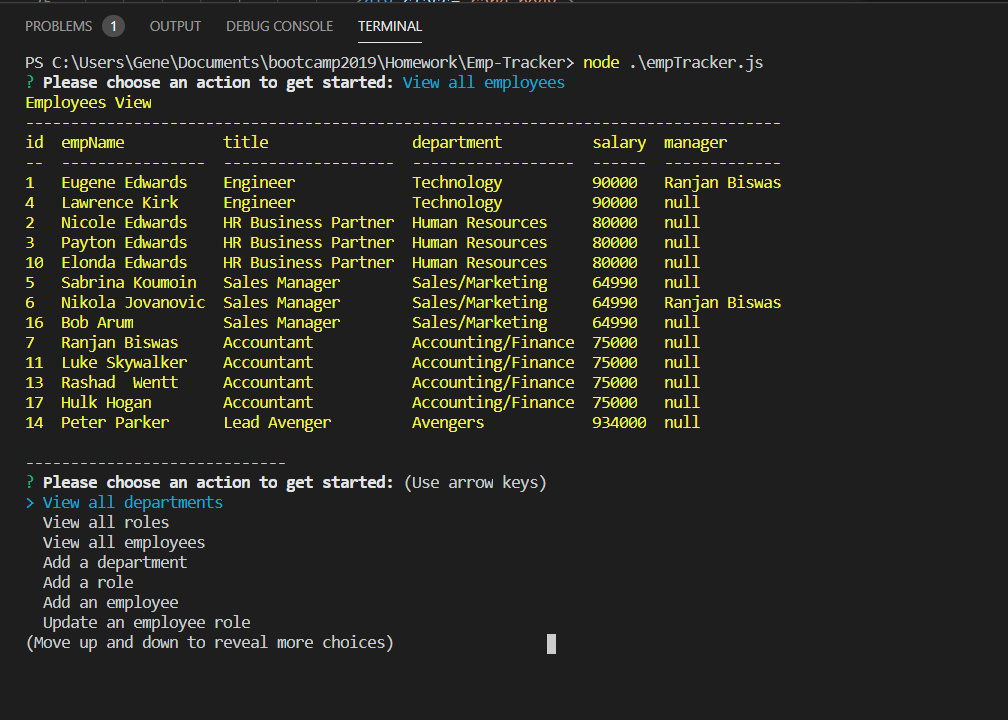 PROBLEMS 1 OUTPUT DEBUG CONSOLE TERMINAL
PS C:\Users\Gene\Documents\bootcamp2019\Homework\Emp-Tracker> node .\empTracker.js
? Please choose an action to get started: View all employees
Employees View
------------------------------------------------------------------------------------
id  empName           title                department          salary  manager
--  ----------------  -------------------  ------------------  ------  -------------
1   Eugene Edwards    Engineer             Technology          90000   Ranjan Biswas
4   Lawrence Kirk     Engineer             Technology          90000   null
2   Nicole Edwards    HR Business Partner  Human Resources     80000   null
3   Payton Edwards    HR Business Partner  Human Resources     80000   null
10  Elonda Edwards    HR Business Partner  Human Resources     80000   null
5   Sabrina Koumoin   Sales Manager        Sales/Marketing     64990   null
6   Nikola Jovanovic  Sales Manager        Sales/Marketing     64990   Ranjan Biswas
16  Bob Arum          Sales Manager        Sales/Marketing     64990   null
7   Ranjan Biswas     Accountant           Accounting/Finance  75000   null
11  Luke Skywalker    Accountant           Accounting/Finance  75000   null
13  Rashad  Wentt     Accountant           Accounting/Finance  75000   null
17  Hulk Hogan        Accountant           Accounting/Finance  75000   null
14  Peter Parker      Lead Avenger         Avengers            934000  null
-----------------------------
? Please choose an action to get started: (Use arrow keys)
> View all departments
  View all roles
  View all employees
  Add a department
  Add a role
  Add an employee
  Update an employee role
(Move up and down to reveal more choices)